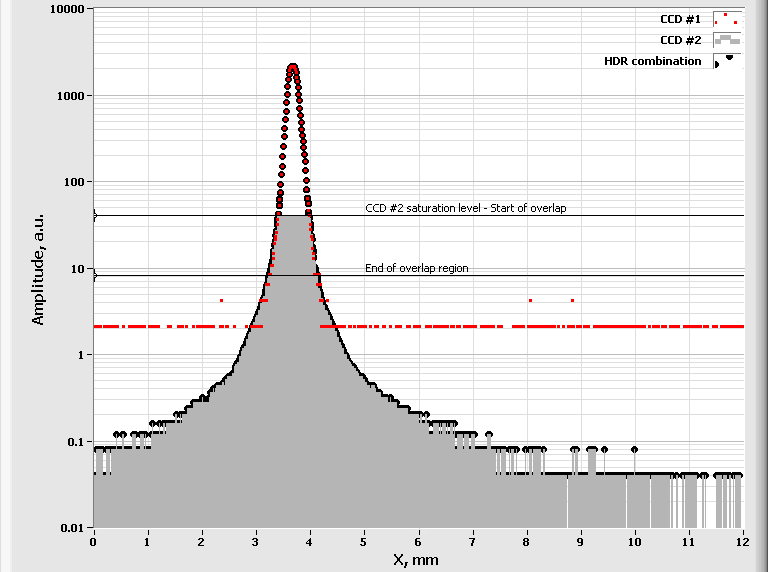 10000
CCD #1
CCD #2
HDR combination
1000
100
CCD #2 saturation level - Start of overlap
End of overlap region
10
1
0.1
0.01
Amplitude, a.u.
0 1 2 3 4 5 6 7 8 9 10 11 12
X, mm